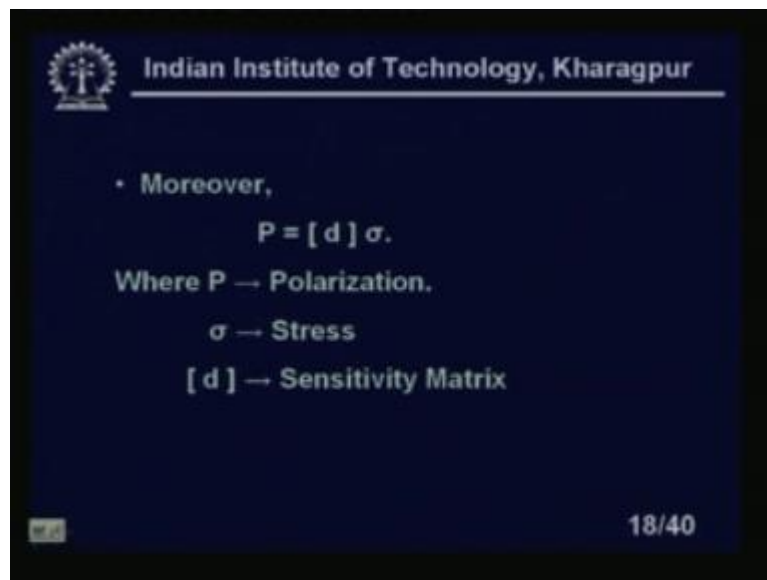 Indian Institute of Technology, Kharagpur
• Moreover,
P = [ d ] σ.
Where P → Polarization.
σ → Stress
[ d ] → Sensitivity Matrix
18/40